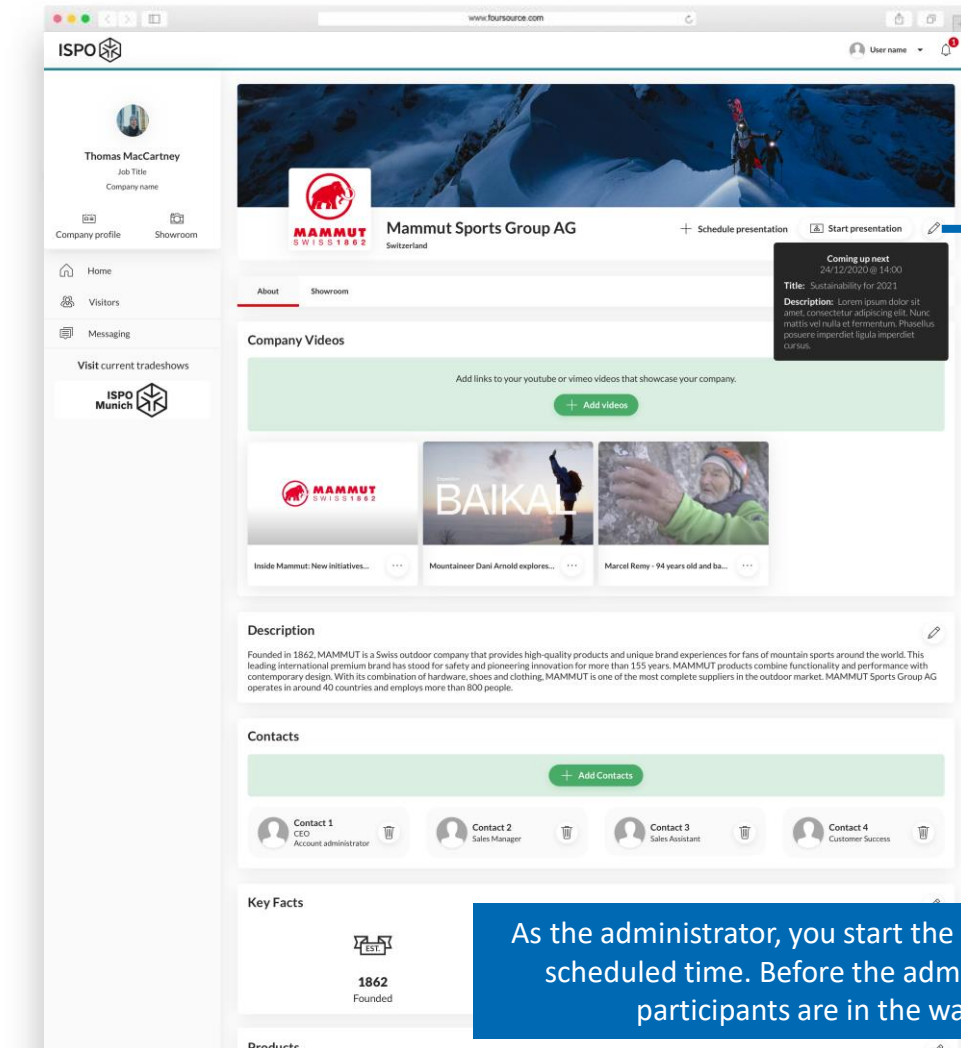 www.foursource.com
ISPO
User name
1
Thomas MacCartney
Job Title
Company name
Company profile
Showroom
Home
Visitors
Messaging
Visit current tradeshows
ISPO
Munich
MAMMUT
SWISS 1862
Mammut Sports Group AG
Switzerland
+ Schedule presentation
Start presentation
Coming up next
24/12/2020 @ 14:00
Title: Sustainability for 2021
Description: Lorem ipsum dolor sit
amet, consectetur adipiscing elit. Nunc
mattis vel nulla et fermentum. Phasellus
posuere imperdiet ligula imperdiet
cursus.
About
Showroom
Company Videos
Add links to your youtube or vimeo videos that showcase your company.
+ Add videos
MAMMUT
SWISS 1862
BAIKAL
Inside Mammut: New initiatives...
Mountaineer Dani Arnold explores...
Marcel Remy - 94 years old and ba...
Description
Founded in 1862, MAMMUT is a Swiss outdoor company that provides high-quality products and unique brand experiences for fans of mountain sports around the world. This
leading international premium brand has stood for safety and pioneering innovation for more than 155 years. MAMMUT products combine functionality and performance with
contemporary design. With its combination of hardware, shoes and clothing, MAMMUT is one of the most complete suppliers in the outdoor market. MAMMUT Sports Group AG
operates in around 40 countries and employs more than 800 people.
Contacts
+ Add Contacts
Contact 1
CEO
Account administrator
Contact 2
Sales Manager
Contact 3
Sales Assistant
Contact 4
Customer Success
Key Facts
EST.
1862
Founded
As the administrator, you start the
scheduled time. Before the adm
participants are in the wa
Products